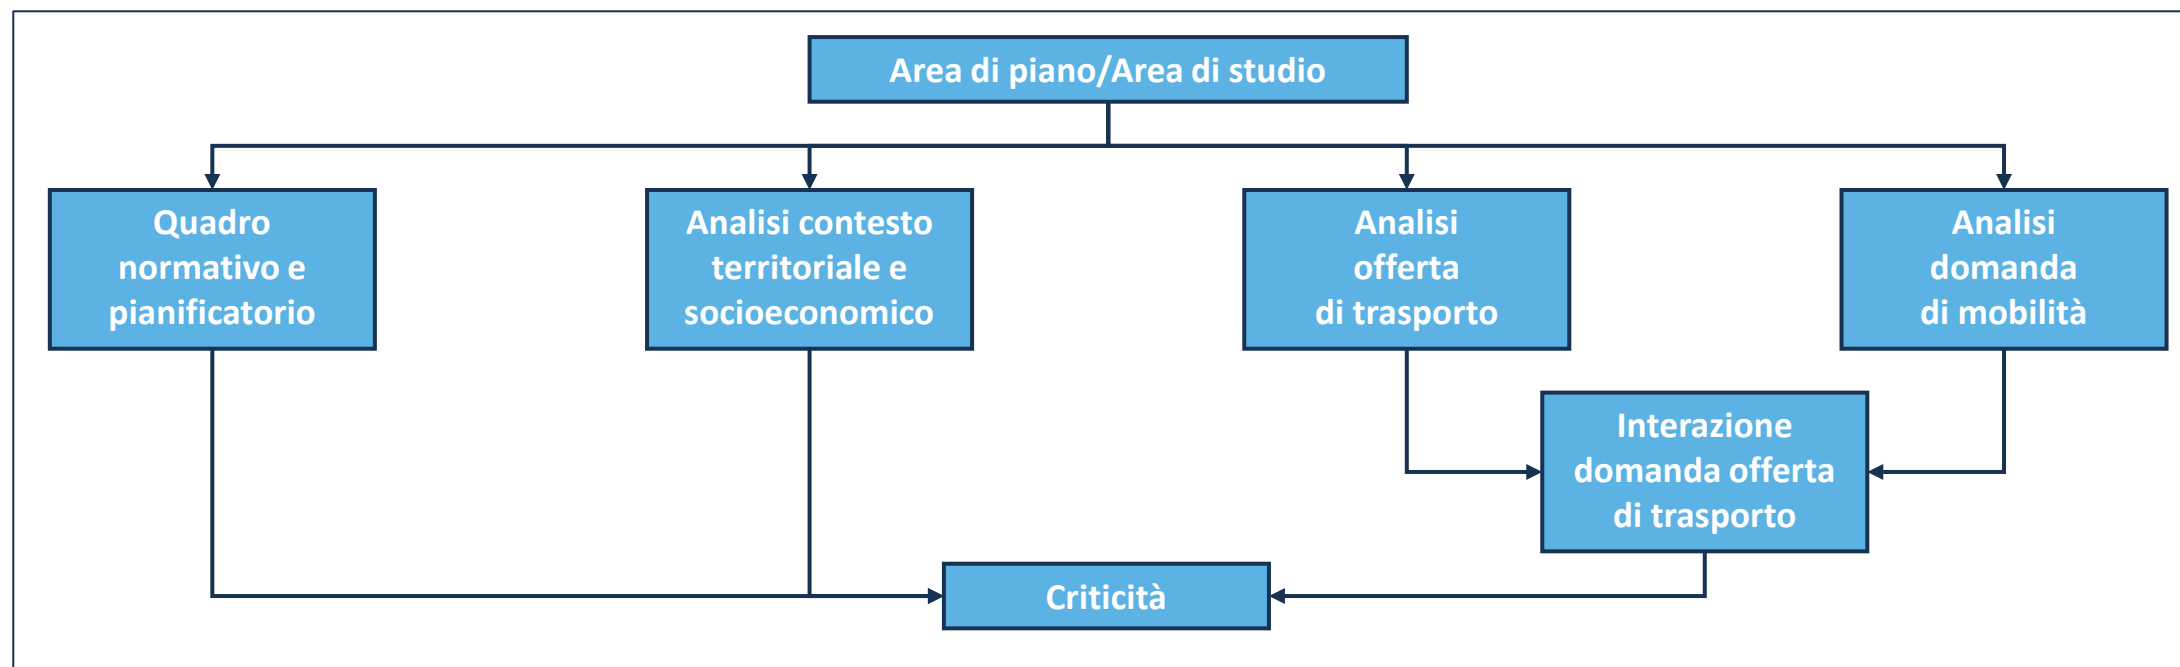 Area di piano/Area di studio
Quadro
normativo e
pianificatorio
Analisi contesto
territoriale e
socioeconomico
Analisi
offerta
di trasporto
Analisi
domanda
di mobilità
Interazione
domanda offerta
di trasporto
Criticità